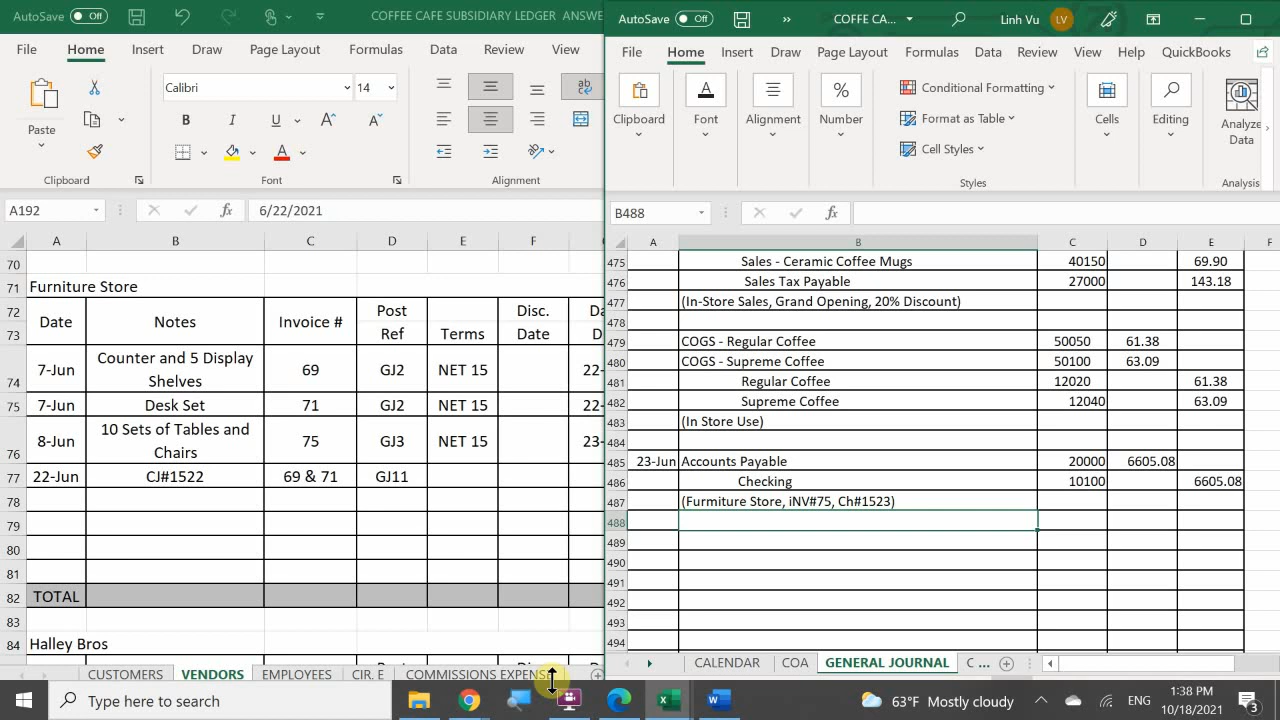 AutoSave Off COFFEE CAFE SUBSIDIARY LEDGER ANSWE
File Home Insert Draw Page Layout Formulas Data Review View
Calibri 14
Paste
B I U A A A
Clipboard Font Alignment
A192 fx 6/22/2021
A B C D E F
70
71 Furniture Store
72 Post Disc.
Date Notes Invoice #
73 Ref Terms Date
74 7-Jun Counter and 5 Display Shelves 69 GJ2 NET 15 22-
75 7-Jun Desk Set 71 GJ2 NET 15 22-
76 8-Jun 10 Sets of Tables and Chairs 75 GJ3 NET 15 23-
77 22-Jun CJ#1522 69 & 71 GJ11
78
79
80
81
82 TOTAL
83
84 Halley Bros
CUSTOMERS VENDORS EMPLOYEES CIR. E COMMISSIONS EXPENSE
AutoSave Off COFFE CA... Linh Vu LV
File Home Insert Draw Page Layout Formulas Data Review View Help QuickBooks
Clipboard Font Alignment Number Conditional Formatting Cells Editing Analyze Data
Format as Table
Cell Styles
Styles Analysis
B488 fx
A B C D E F
475 Sales - Ceramic Coffee Mugs 40150 69.90
476 Sales Tax Payable 27000 143.18
477 (In-Store Sales, Grand Opening, 20% Discount)
478
479 COGS - Regular Coffee 50050 61.38
480 COGS - Supreme Coffee 50100 63.09
481 Regular Coffee 12020 61.38
482 Supreme Coffee 12040 63.09
483 (In Store Use)
484
485 23-Jun Accounts Payable 20000 6605.08
486 Checking 10100 6605.08
487 (Furmiture Store, iNV#75, Ch#1523)
488
489
490
491
492
493
494
CALENDAR COA GENERAL JOURNAL C ...
Type here to search 63°F Mostly cloudy ENG 1:38 PM
10/18/2021 3